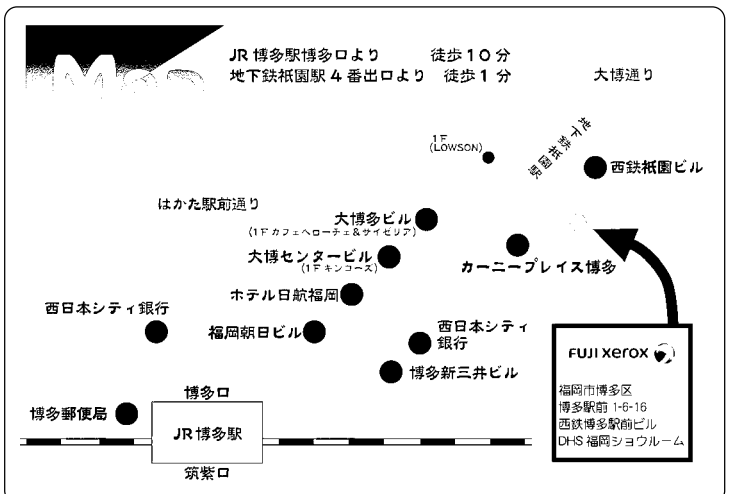 Map
JR 博多駅博多口より 徒歩10分
地下鉄祇園駅4番出口より 徒歩1分
大博通り
地下鉄祇園駅
1F
(LOWSON)
西鉄祇園ビル
はかた駅前通り
大博多ビル
(1Fカフェベローチェ&サイゼリア)
カーニープレイス博多
大博センタービル
(1Fキンコーズ)
ホテル日航福岡
西日本シティ銀行
福岡朝日ビル
西日本シティ
銀行
博多新三井ビル
博多郵便局
博多口
JR博多駅
筑紫口
FUJI xerox
福岡市博多区
博多駅前 1-6-16
西鉄博多駅前ビル
DHS 福岡ショウルーム